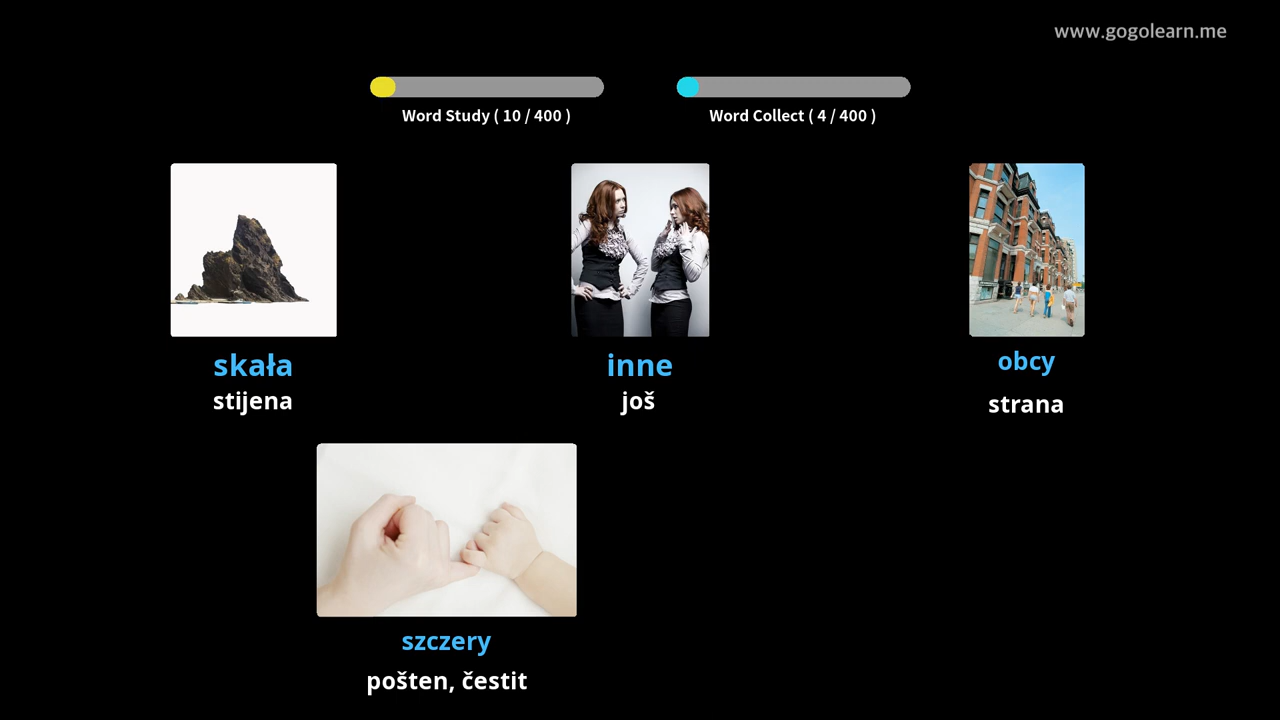 www.gogolearn.me
Word Study ( 10 / 400 )
Word Collect ( 4 / 400 )
skała
stijena
inne
još
obcy
strana
szczery
pošten, čestit